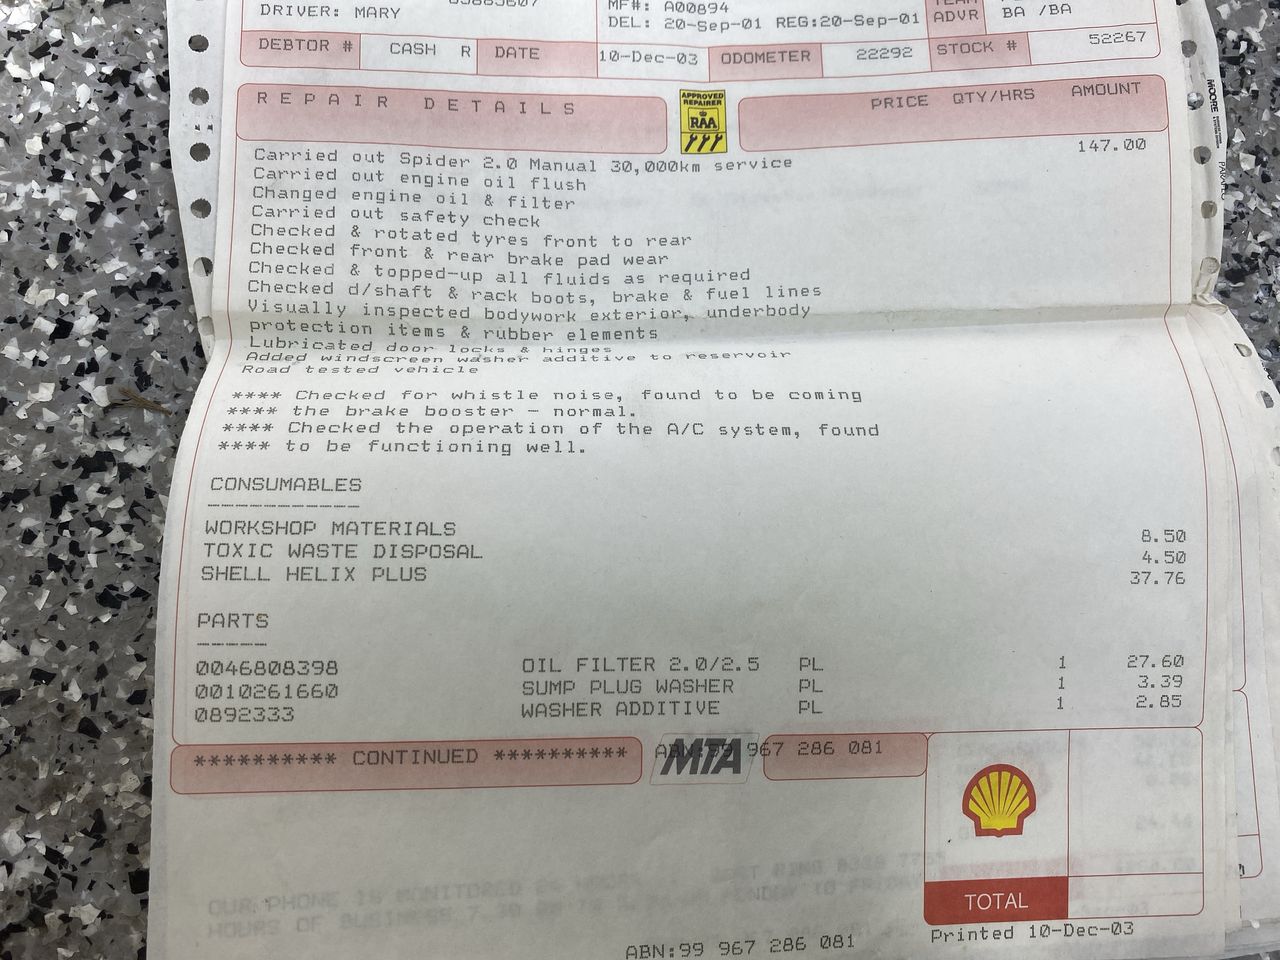 DRIVER: MARY
MF#: A00894
DEL: 20-Sep-01 REG:20-Sep-01
ADVR BA /BA
DEBTOR # CASH R DATE 10-Dec-03 ODOMETER 22292 STOCK # 52267
REPAIR DETAILS APPROVED REPAIRER RAA PRICE QTY/HRS AMOUNT
Carried out Spider 2.0 Manual 30,000km service 147.00
Carried out engine oil flush
Changed engine oil & filter
Carried out safety check
Checked & rotated tyres front to rear
Checked front & rear brake pad wear
Checked & topped-up all fluids as required
Checked d/shaft & rack boots, brake & fuel lines
Visually inspected bodywork exterior, underbody
protection items & rubber elements
Lubricated door locks & hinges
Added windscreen washer additive to reservoir
Road tested vehicle
**** Checked for whistle noise, found to be coming
**** the brake booster - normal.
**** Checked the operation of the A/C system, found
**** to be functioning well.
CONSUMABLES
WORKSHOP MATERIALS 8.50
TOXIC WASTE DISPOSAL 4.50
SHELL HELIX PLUS 37.76
PARTS
0046808398 OIL FILTER 2.0/2.5 PL 1 27.60
0010261660 SUMP PLUG WASHER PL 1 3.39
0892333 WASHER ADDITIVE PL 1 2.85
********** CONTINUED ********** MTA ABN:99 967 286 081
TOTAL
ABN:99 967 286 081 Printed 10-Dec-03